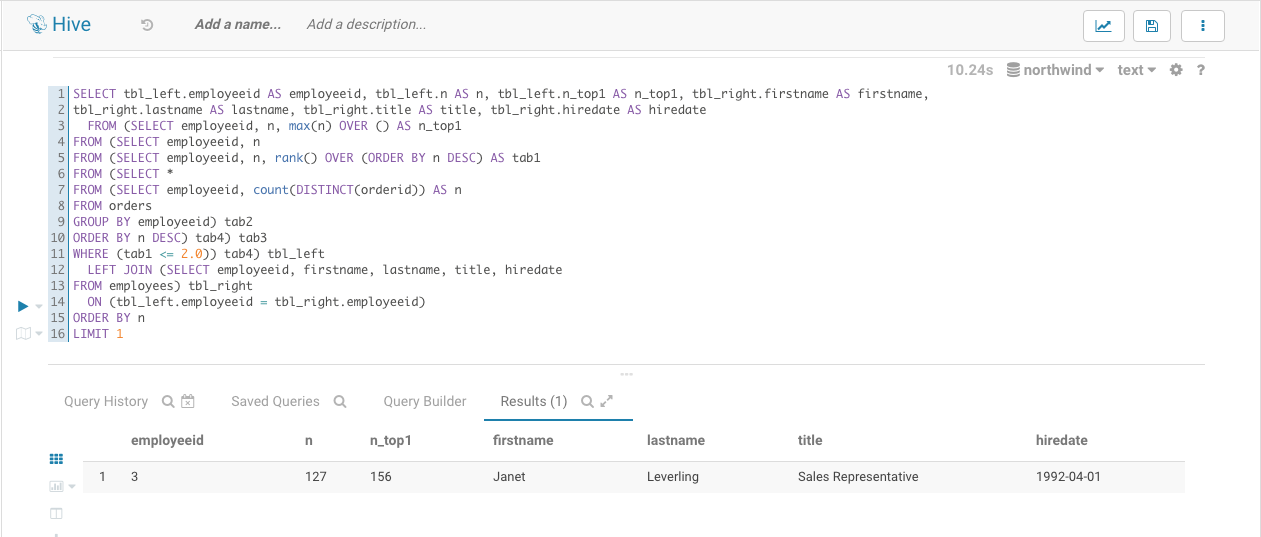 Hive Add a name... Add a description...
10.24s northwind text ?
1 SELECT tbl_left.employeeid AS employeeid, tbl_left.n AS n, tbl_left.n_top1 AS n_top1, tbl_right.firstname AS firstname,
2 tbl_right.lastname AS lastname, tbl_right.title AS title, tbl_right.hiredate AS hiredate
3 FROM (SELECT employeeid, n, max(n) OVER () AS n_top1
4 FROM (SELECT employeeid, n
5 FROM (SELECT employeeid, n, rank() OVER (ORDER BY n DESC) AS tab1
6 FROM (SELECT *
7 FROM (SELECT employeeid, count(DISTINCT(orderid)) AS n
8 FROM orders
9 GROUP BY employeeid) tab2
10 ORDER BY n DESC) tab4) tab3
11 WHERE (tab1 <= 2.0)) tab4) tbl_left
12 LEFT JOIN (SELECT employeeid, firstname, lastname, title, hiredate
13 FROM employees) tbl_right
14 ON (tbl_left.employeeid = tbl_right.employeeid)
15 ORDER BY n
16 LIMIT 1
Query History Saved Queries Query Builder Results (1)
employeeid n n_top1 firstname lastname title hiredate
1 3 127 156 Janet Leverling Sales Representative 1992-04-01